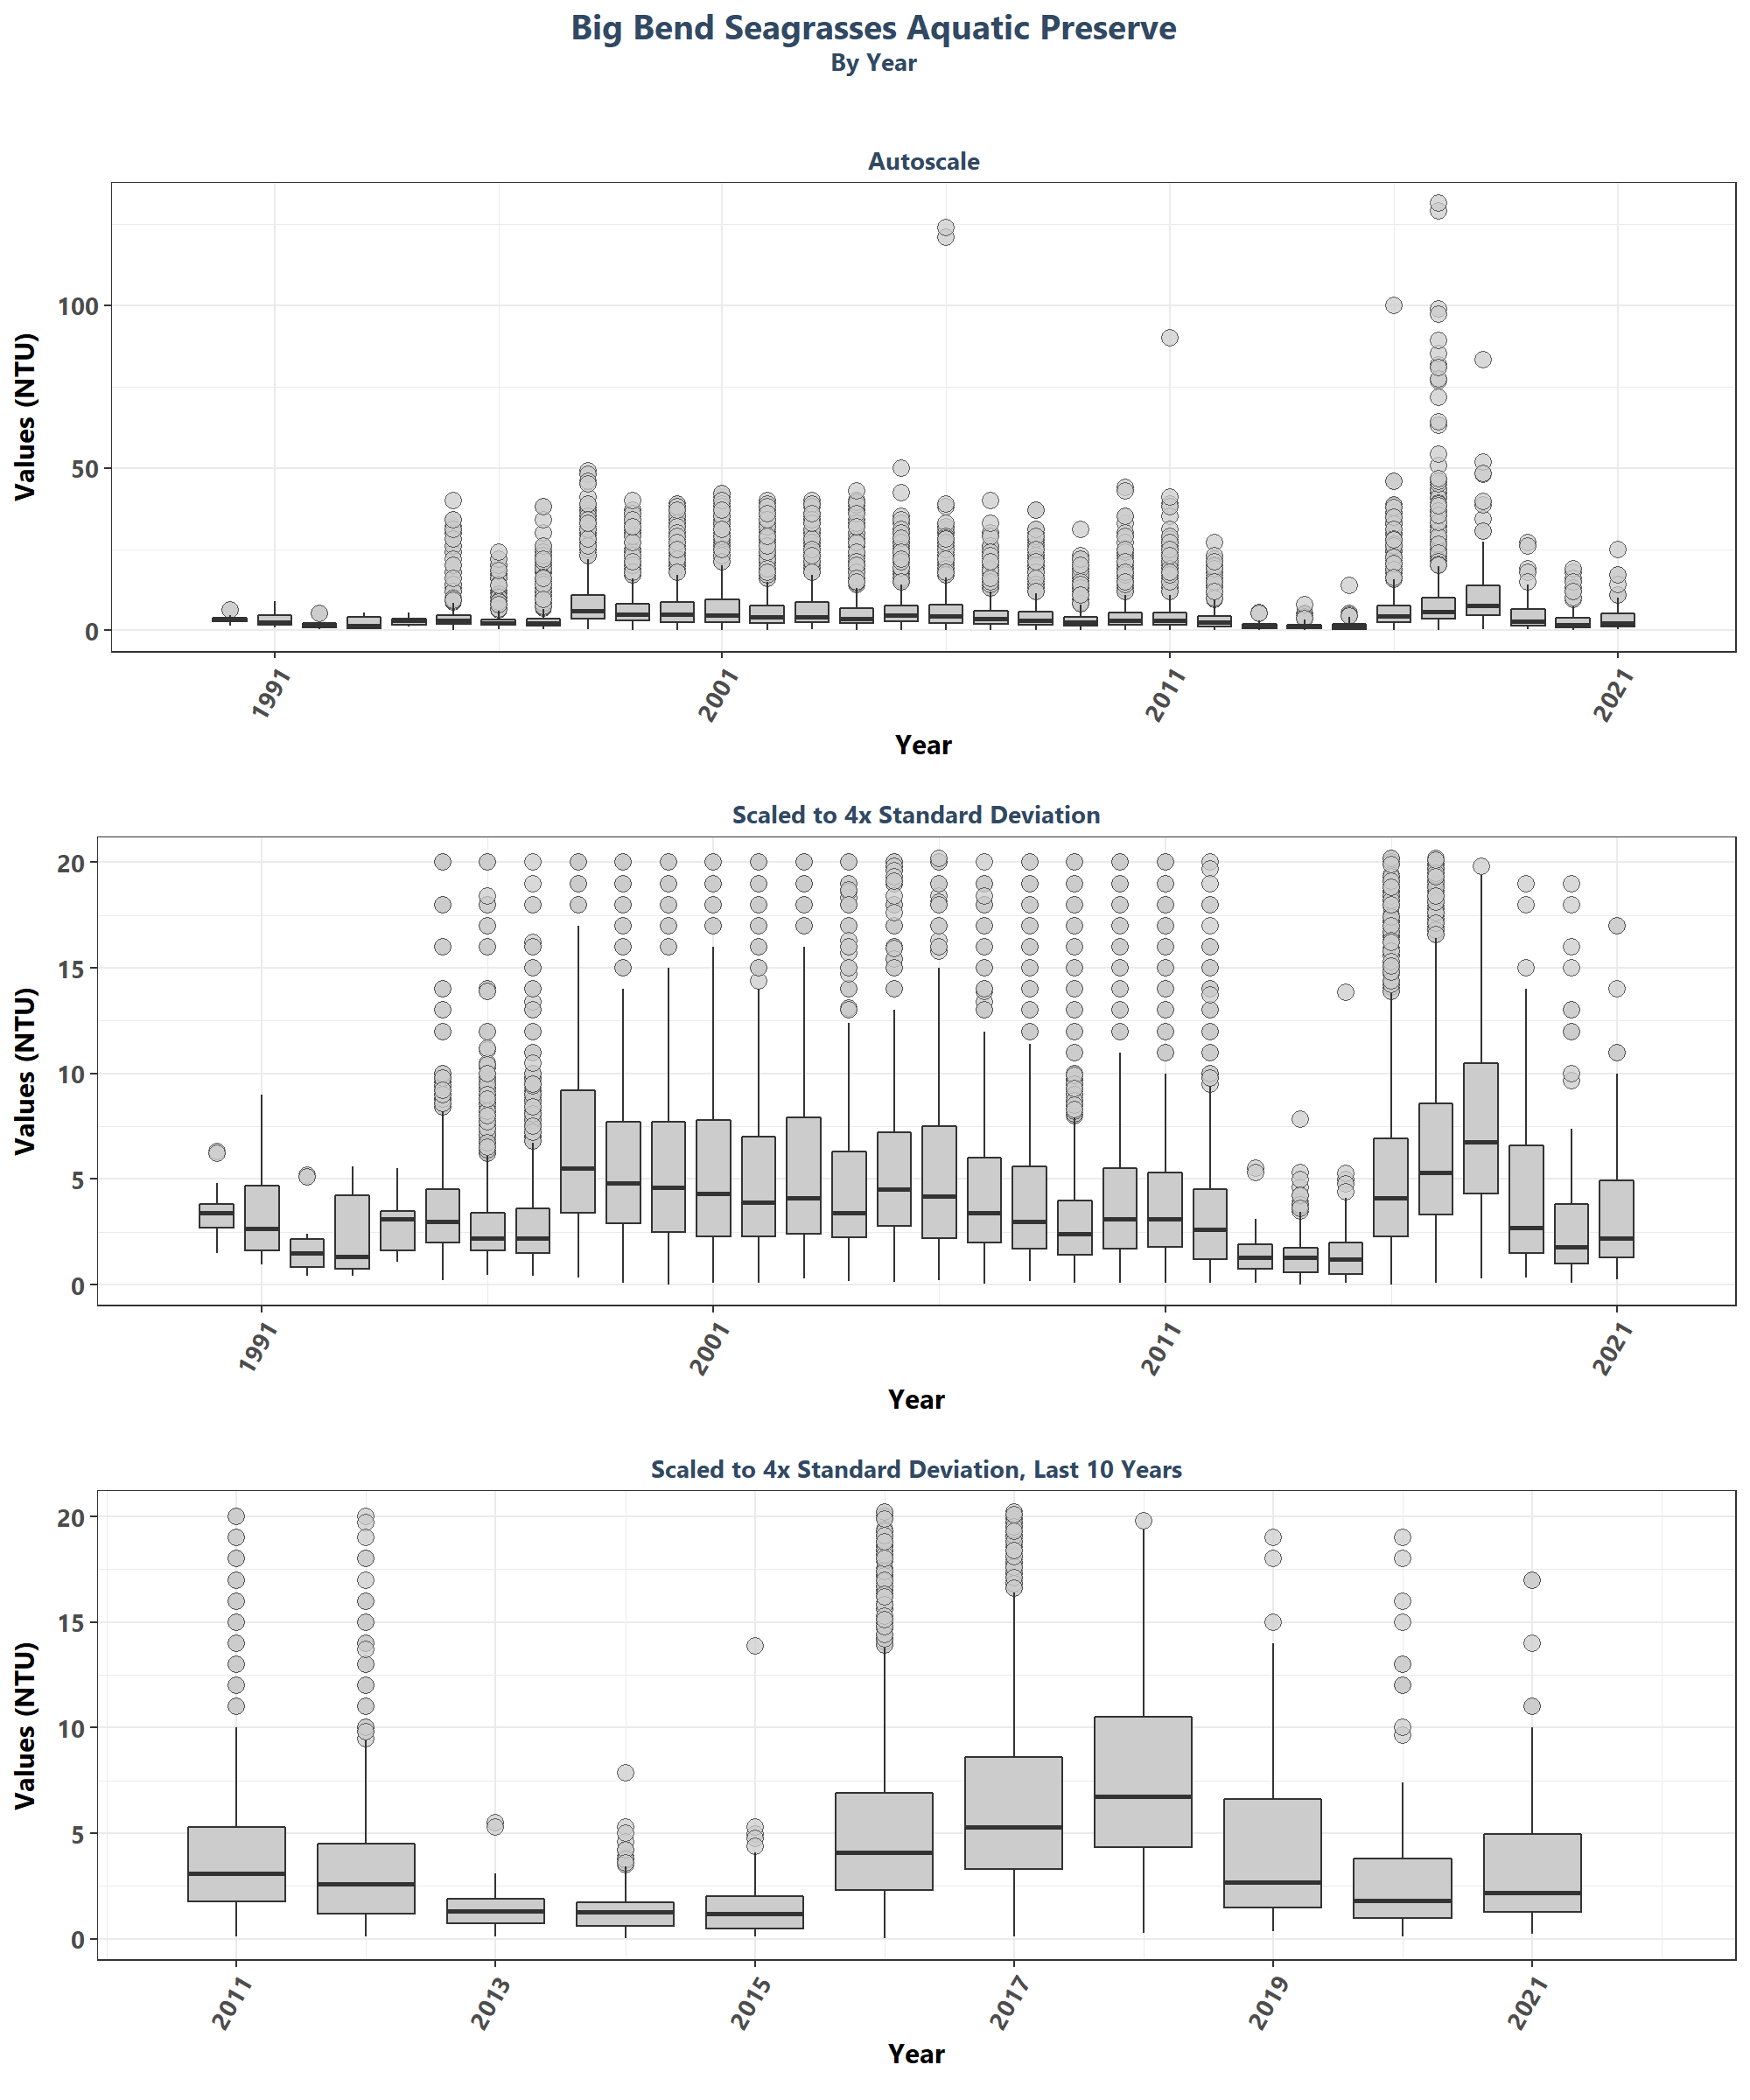 Big Bend Seagrasses Aquatic Preserve
By Year
Autoscale
Values (NTU)
100
50
0
1991
2001
2011
2021
Year
Scaled to 4x Standard Deviation
Values (NTU)
20
15
10
5
0
1991
2001
2011
2021
Year
Scaled to 4x Standard Deviation, Last 10 Years
Values (NTU)
20
15
10
5
0
2011
2013
2015
2017
2019
2021
Year